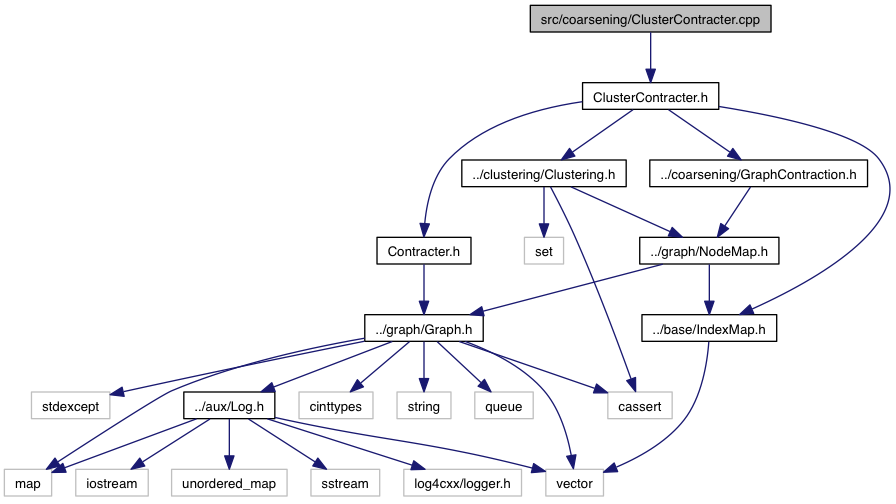 src/coarsening/ClusterContracter.cpp
ClusterContracter.h
../clustering/Clustering.h
../coarsening/GraphContraction.h
Contracter.h
set
../graph/NodeMap.h
../graph/Graph.h
../base/IndexMap.h
stdexcept
../aux/Log.h
cinttypes
string
queue
cassert
map
iostream
unordered_map
sstream
log4cxx/logger.h
vector